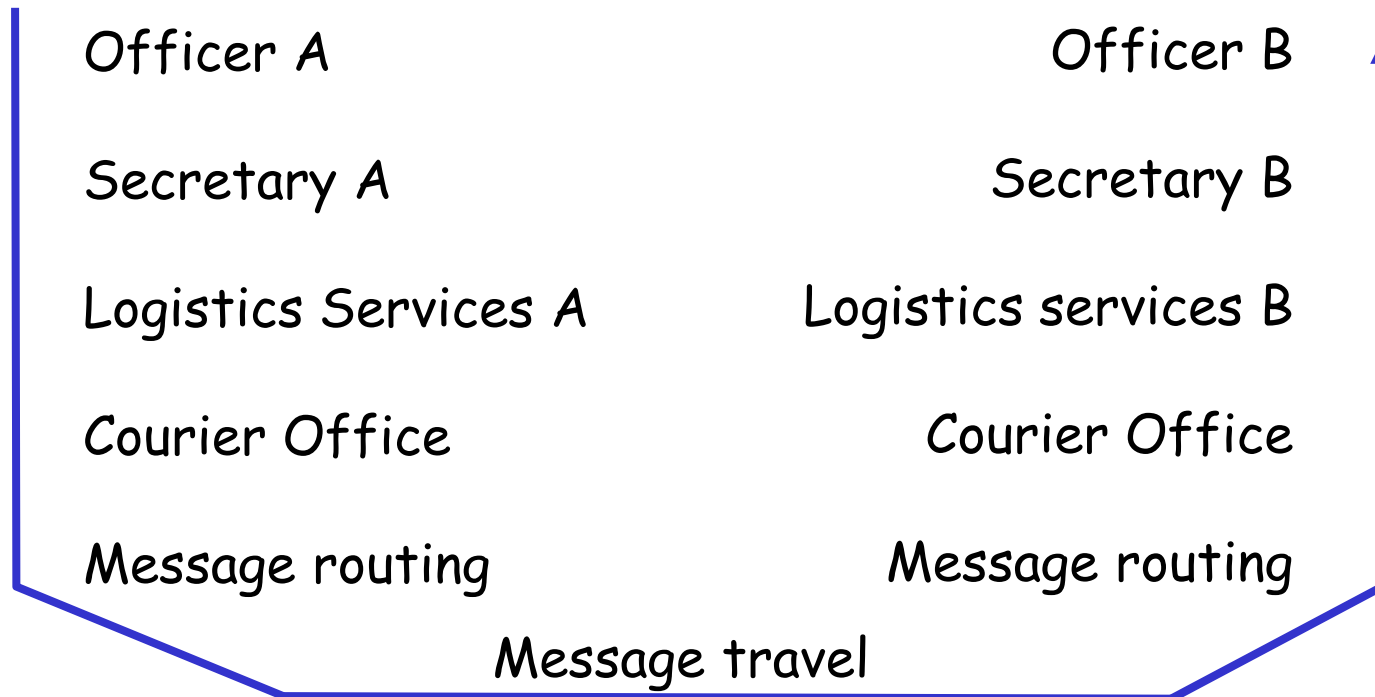 Officer A Officer B
Secretary A Secretary B
Logistics Services A Logistics services B
Courier Office Courier Office
Message routing Message routing
Message travel